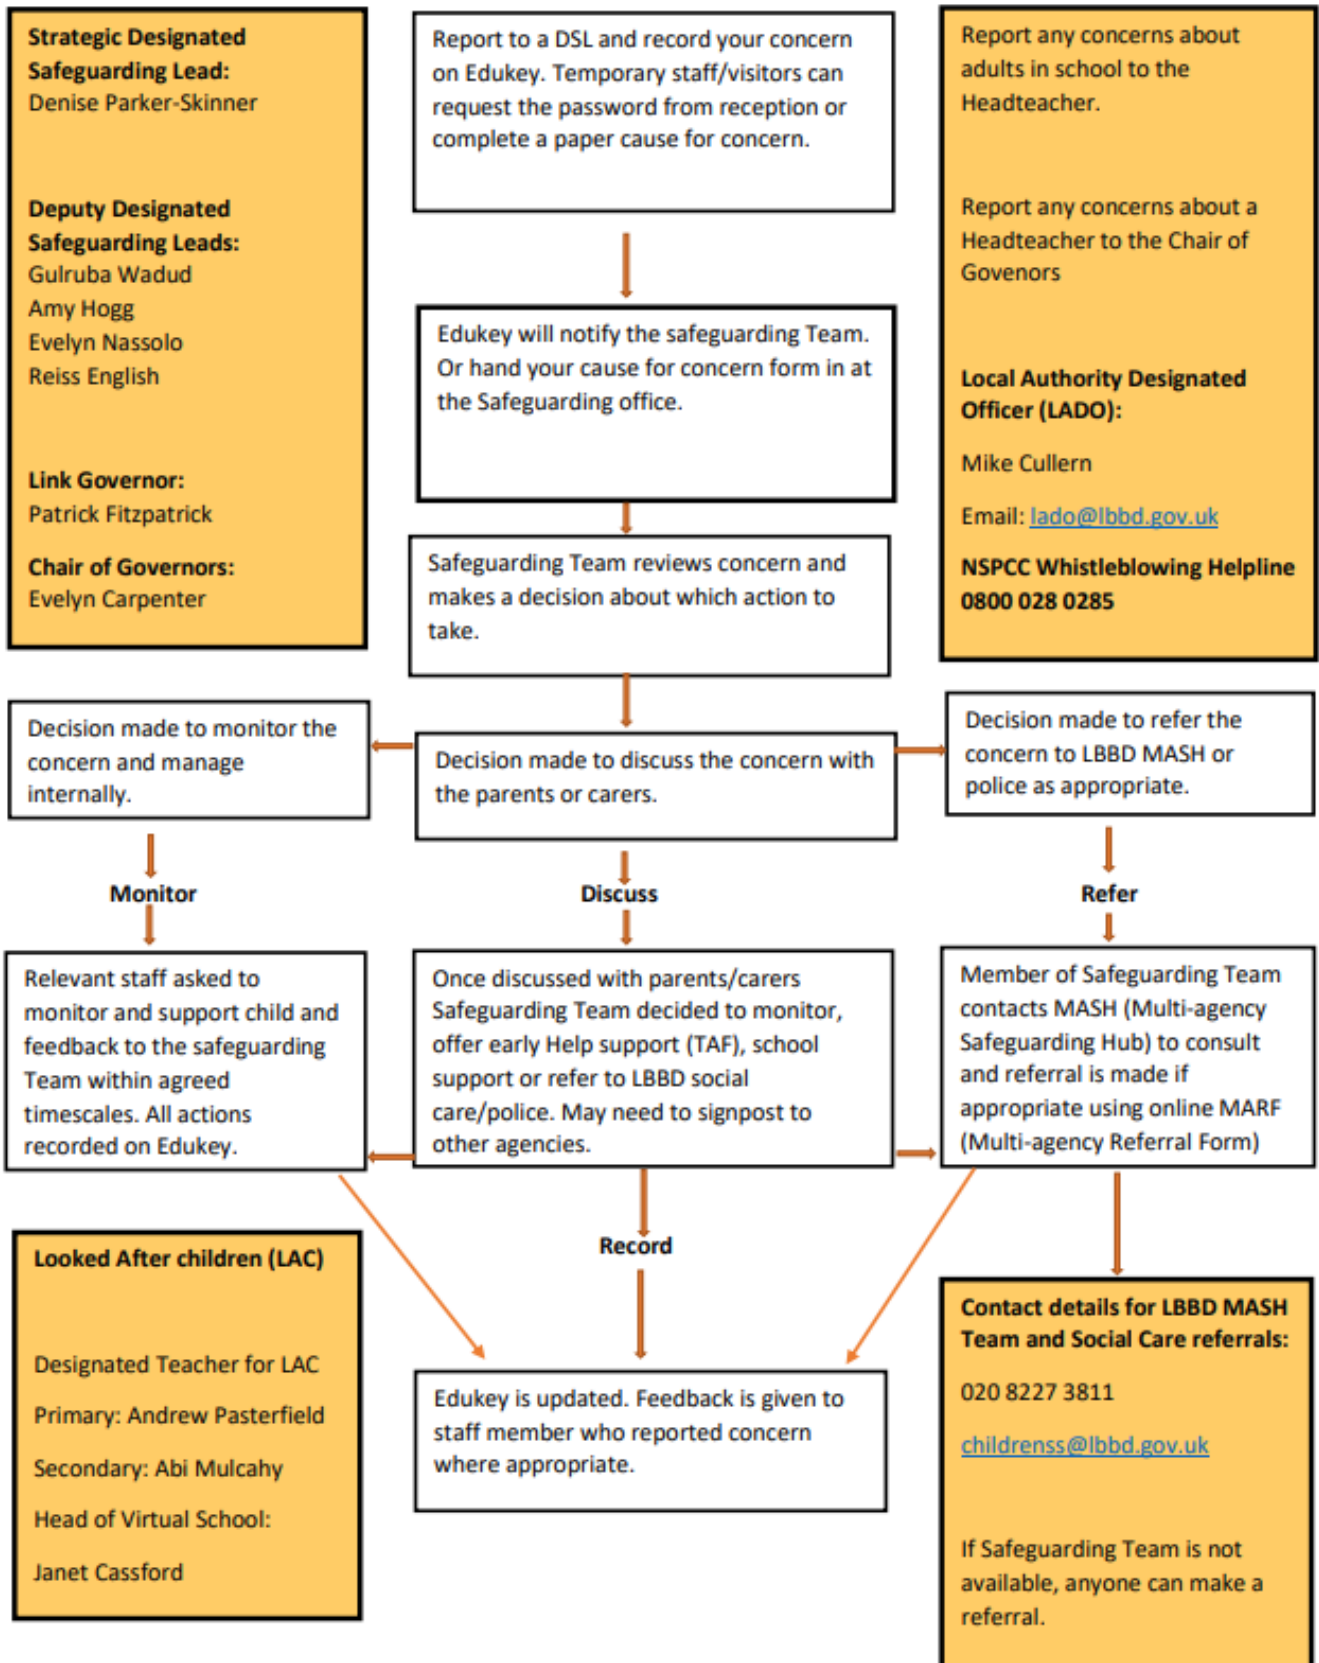 Strategic Designated
Safeguarding Lead:
Denise Parker-Skinner
Deputy Designated
Safeguarding Leads:
Gulruba Wadud
Amy Hogg
Evelyn Nassolo
Reiss English
Link Governor:
Patrick Fitzpatrick
Chair of Governors:
Evelyn Carpenter
Report to a DSL and record your concern
on Edukey. Temporary staff/visitors can
request the password from reception or
complete a paper cause for concern.
Edukey will notify the safeguarding Team.
Or hand your cause for concern form in at
the Safeguarding office.
Safeguarding Team reviews concern and
makes a decision about which action to
take.
Report any concerns about
adults in school to the
Headteacher.
Report any concerns about a
Headteacher to the Chair of
Govenors
Local Authority Designated
Officer (LADO):
Mike Cullern
Email: lado@lbbd.gov.uk
NSPCC Whistleblowing Helpline
0800 028 0285
Decision made to monitor the
concern and manage
internally.
Decision made to discuss the concern with
the parents or carers.
Decision made to refer the
concern to LBBD MASH or
police as appropriate.
Monitor
Discuss
Refer
Relevant staff asked to
monitor and support child and
feedback to the safeguarding
Team within agreed
timescales. All actions
recorded on Edukey.
Once discussed with parents/carers
Safeguarding Team decided to monitor,
offer early Help support (TAF), school
support or refer to LBBD social
care/police. May need to signpost to
other agencies.
Member of Safeguarding Team
contacts MASH (Multi-agency
Safeguarding Hub) to consult
and referral is made if
appropriate using online MARF
(Multi-agency Referral Form)
Record
Looked After children (LAC)
Designated Teacher for LAC
Primary: Andrew Pasterfield
Secondary: Abi Mulcahy
Head of Virtual School:
Janet Cassford
Edukey is updated. Feedback is given to
staff member who reported concern
where appropriate.
Contact details for LBBD MASH
Team and Social Care referrals:
020 8227 3811
childrenss@lbbd.gov.uk
If Safeguarding Team is not
available, anyone can make a
referral.